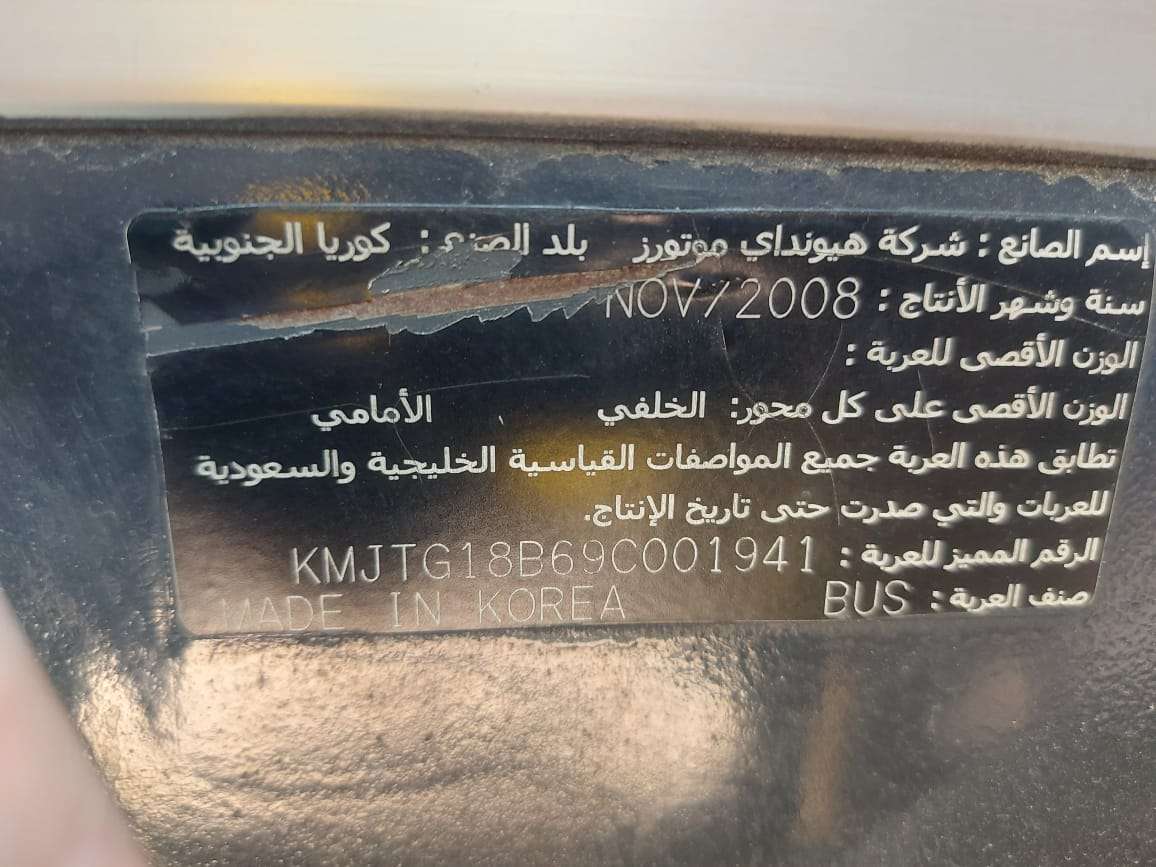 إسم الصانع : شركة هيونداي موتورز بلد الصنع : كوريا الجنوبية
سنة وشهر الأنتاج : NOV/2008
الوزن الأقصى للعربة :
الوزن الأقصى على كل محور: الخلفي الأمامي
تطابق هذه العربة جميع المواصفات القياسية الخليجية والسعودية
للعربات والتي صدرت حتى تاريخ الإنتاج.
الرقم المميز للعربة : KMJTG18B69C001941
صنف العربة : BUS MADE IN KOREA